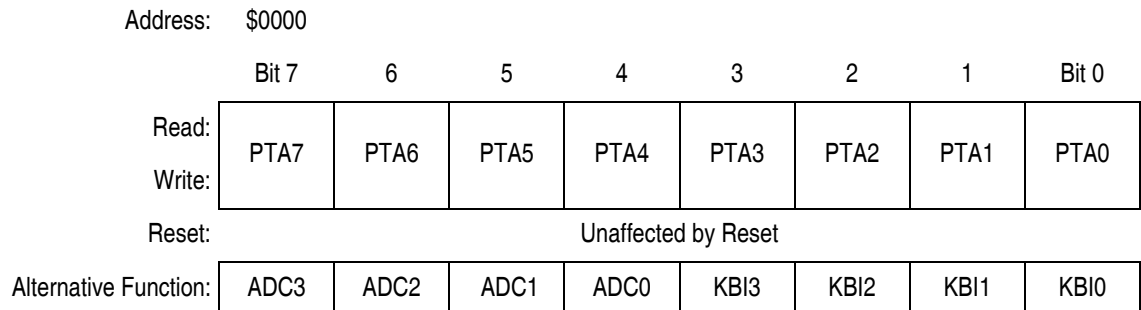 Address: $0000
Bit 7 6 5 4 3 2 1 Bit 0
Read:
PTA7 PTA6 PTA5 PTA4 PTA3 PTA2 PTA1 PTA0
Write:
Reset: Unaffected by Reset
Alternative Function: ADC3 ADC2 ADC1 ADC0 KBI3 KBI2 KBI1 KBI0